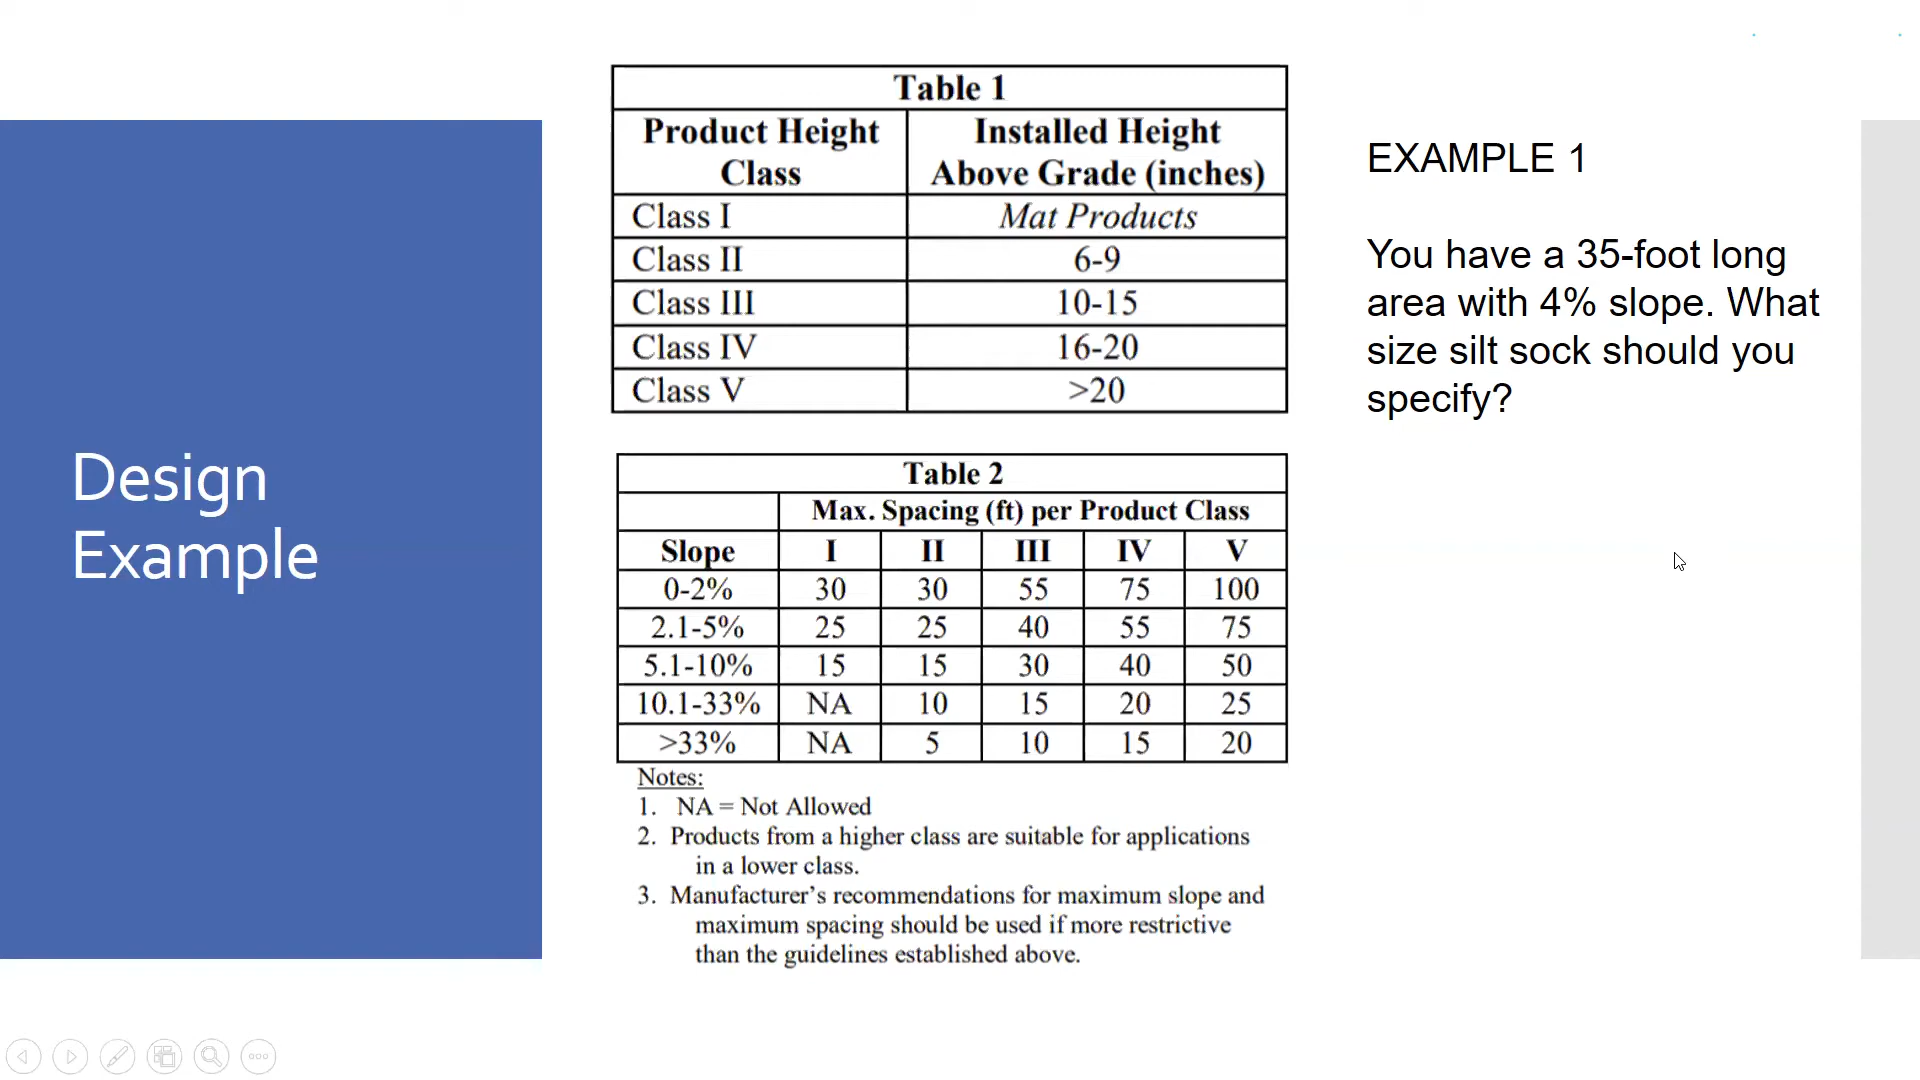 Design
Example
Table 1
Product Height Class | Installed Height Above Grade (inches)
Class I | Mat Products
Class II | 6-9
Class III | 10-15
Class IV | 16-20
Class V | >20
Table 2
Max. Spacing (ft) per Product Class
Slope | I | II | III | IV | V
0-2% | 30 | 30 | 55 | 75 | 100
2.1-5% | 25 | 25 | 40 | 55 | 75
5.1-10% | 15 | 15 | 30 | 40 | 50
10.1-33% | NA | 10 | 15 | 20 | 25
>33% | NA | 5 | 10 | 15 | 20
Notes:
1. NA = Not Allowed
2. Products from a higher class are suitable for applications
in a lower class.
3. Manufacturer's recommendations for maximum slope and
maximum spacing should be used if more restrictive
than the guidelines established above.
EXAMPLE 1
You have a 35-foot long
area with 4% slope. What
size silt sock should you
specify?